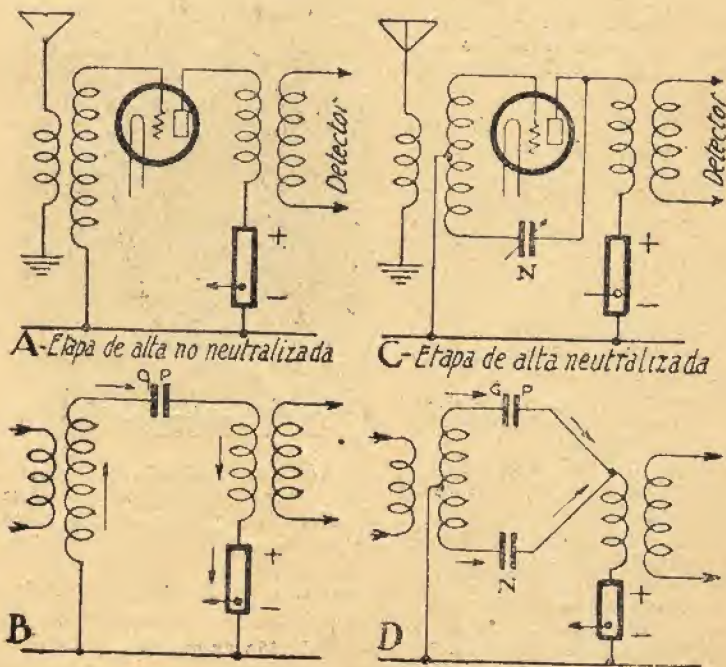 Detector
Detector
+
-
+
-
N
A-Etapa de alta no neutralizada
C-Etapa de alta neutralizada
G P
G P
+
-
N
+
-
B
D